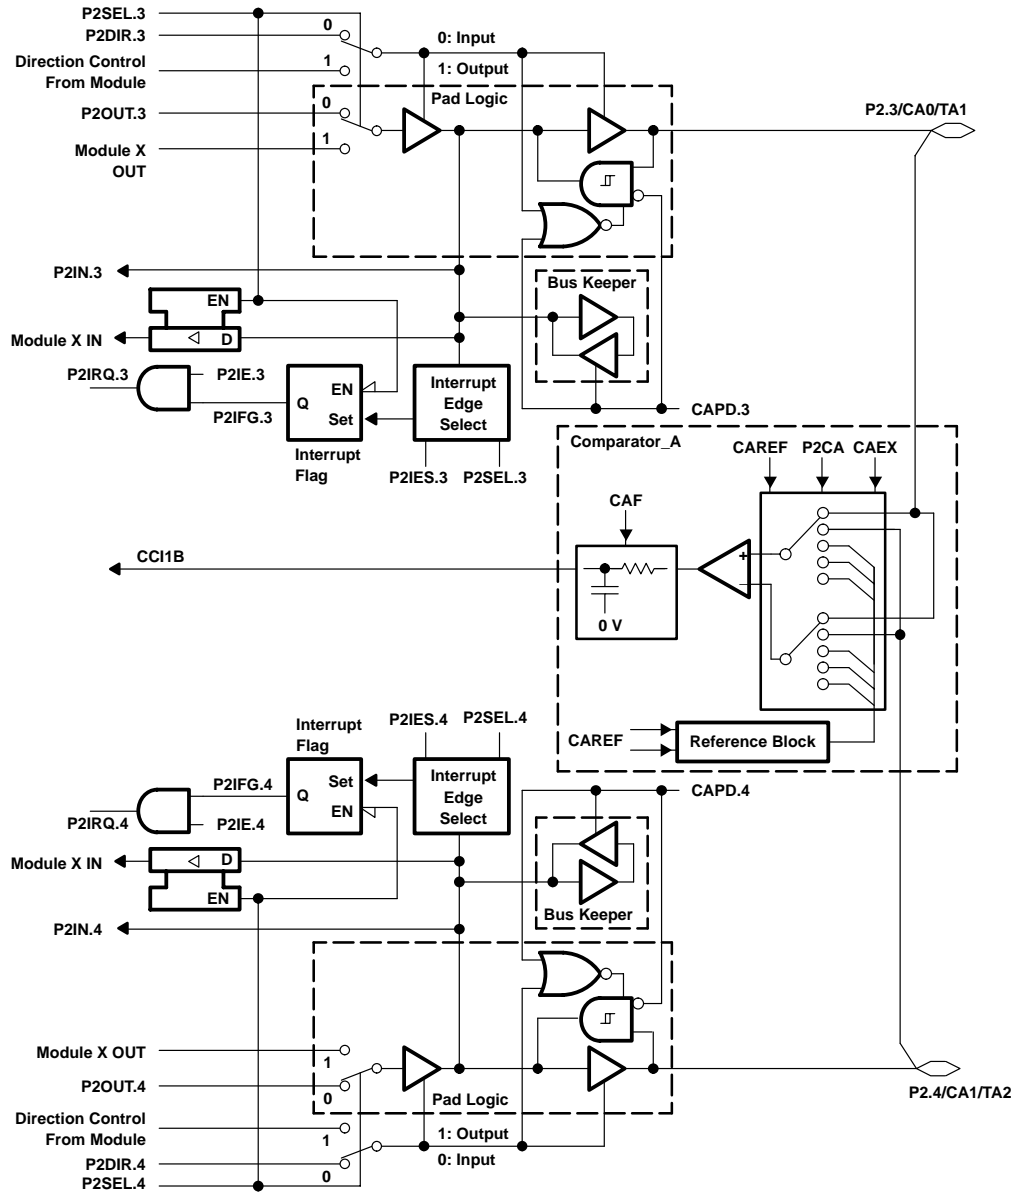 P2SEL.3
P2DIR.3
0
0: Input
Direction Control
From Module
1
1: Output
Pad Logic
P2OUT.3
0
P2.3/CA0/TA1
Module X
OUT
1
P2IN.3
Bus Keeper
EN
Module X IN
D
P2IRQ.3
P2IE.3
P2IFG.3
Q
EN
Set
Interrupt
Edge
Select
CAPD.3
Interrupt
Flag
P2IES.3
P2SEL.3
Comparator_A
CAREF
P2CA
CAEX
CAF
CCI1B
+
−
0 V
Interrupt
Flag
P2IES.4
P2SEL.4
CAREF
Reference Block
P2IFG.4
Q
Set
EN
Interrupt
Edge
Select
CAPD.4
P2IRQ.4
P2IE.4
Module X IN
D
EN
Bus Keeper
P2IN.4
Module X OUT
1
P2OUT.4
0
Pad Logic
P2.4/CA1/TA2
Direction Control
From Module
1
1: Output
0: Input
P2DIR.4
0
P2SEL.4